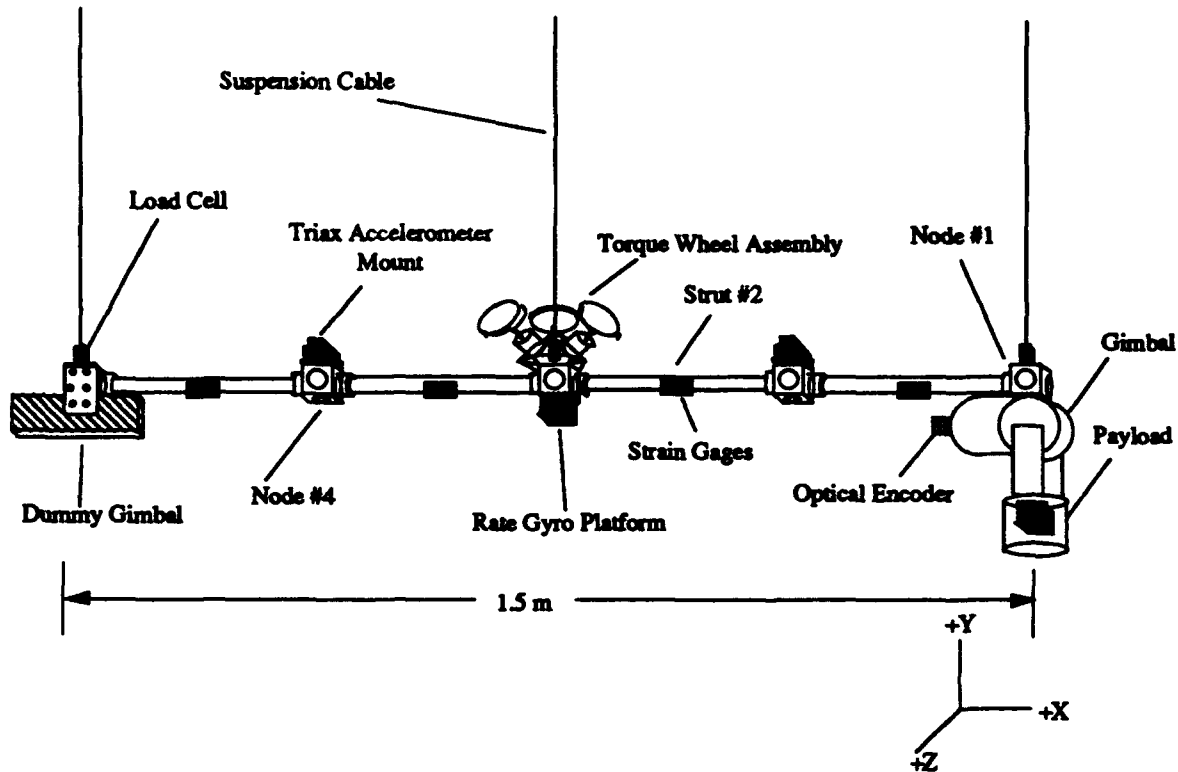 Suspension Cable
Load Cell
Triax Accelerometer
Mount
Torque Wheel Assembly
Node #1
Strut #2
Gimbal
Payload
Strain Gages
Optical Encoder
Node #4
Dummy Gimbal
Rate Gyro Platform
1.5 m
+Y
+X
+Z